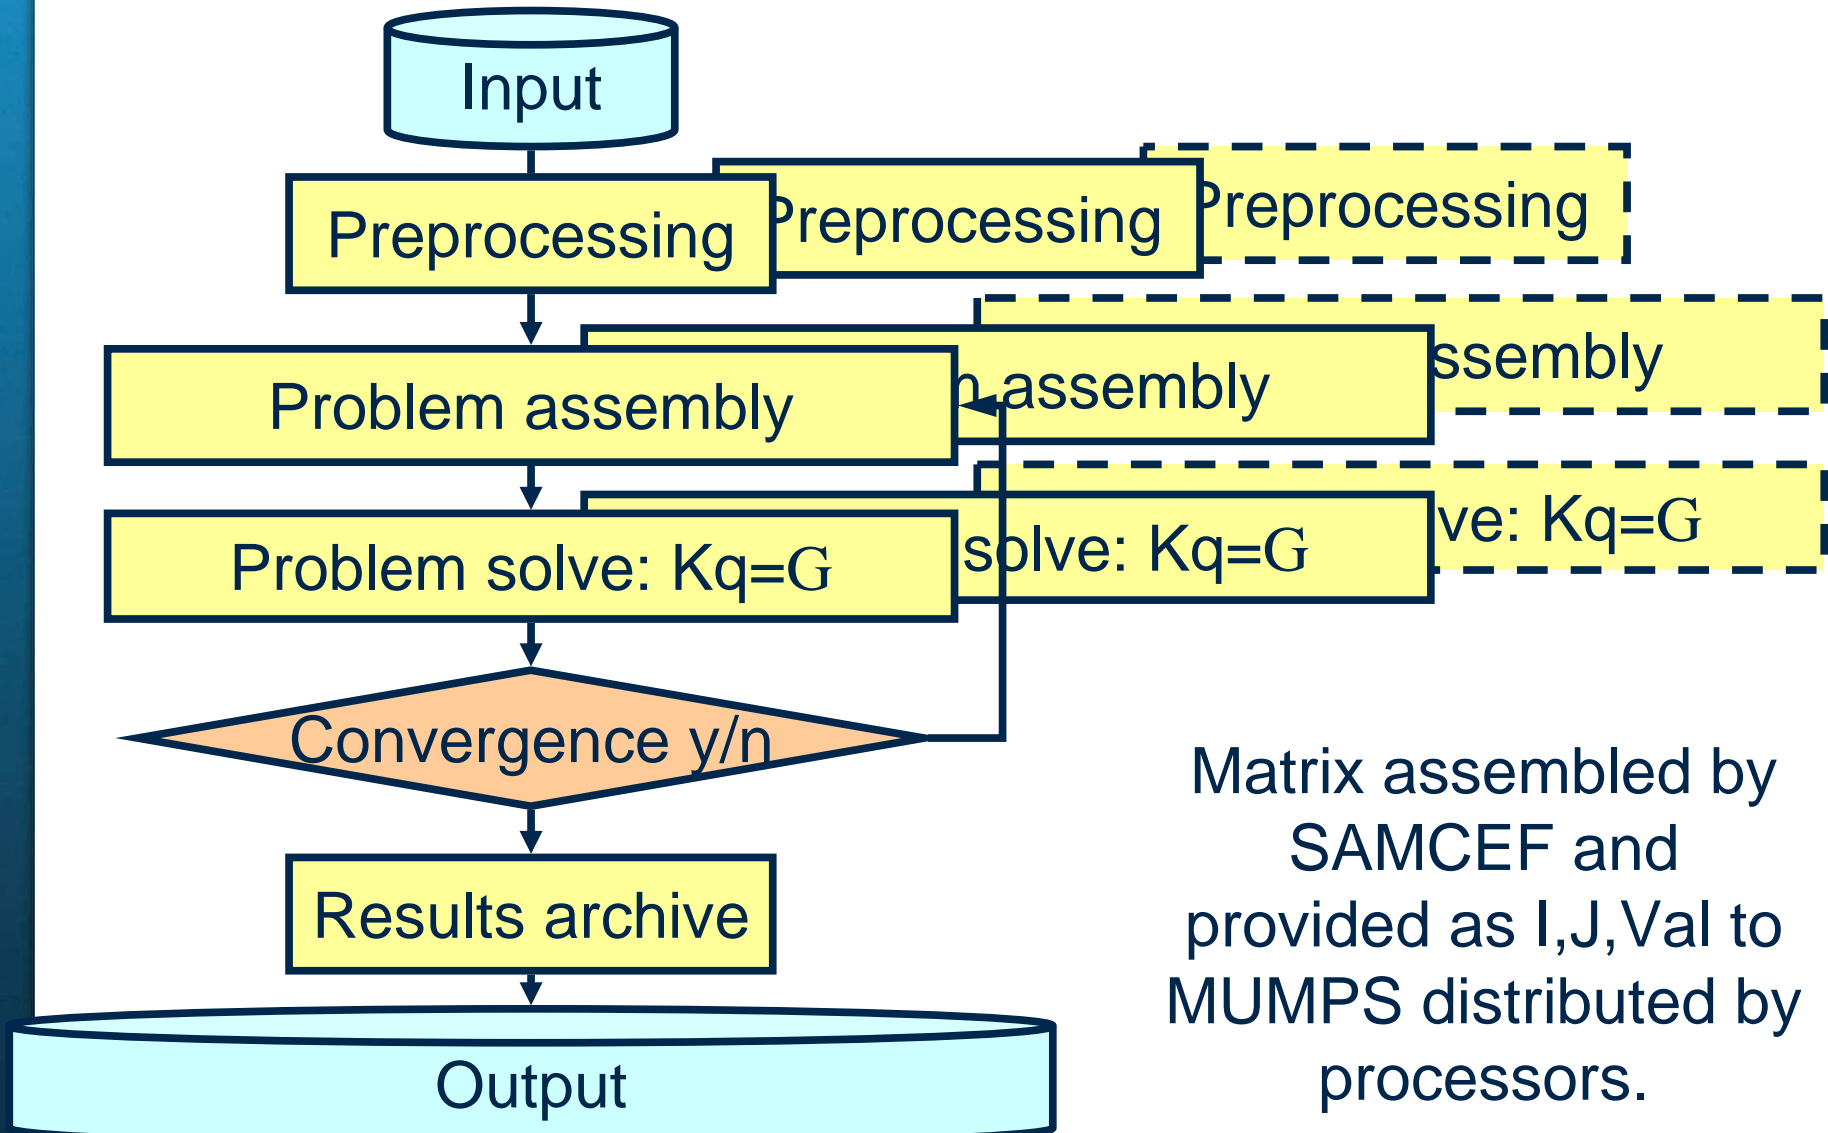 Input
Preprocessing
Preprocessing
Preprocessing
Problem assembly
assembly
ssembly
Problem solve: Kq=G
solve: Kq=G
ve: Kq=G
Convergence y/n
Results archive
Output
Matrix assembled by
SAMCEF and
provided as I,J,Val to
MUMPS distributed by
processors.